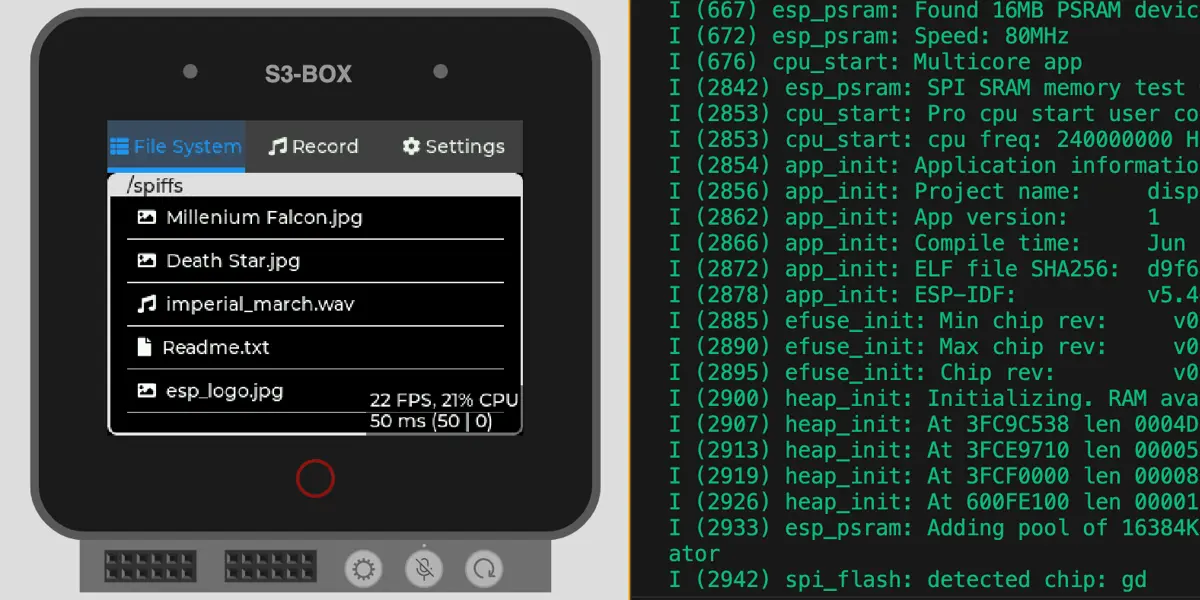 S3-BOX
File System
Record
Settings
/spiffs
Millenium Falcon.jpg
Death Star.jpg
imperial_march.wav
Readme.txt
esp_logo.jpg
22 FPS, 21% CPU
50 ms (50 | 0)
I (667) esp_psram: Found 16MB PSRAM devic
I (672) esp_psram: Speed: 80MHz
I (676) cpu_start: Multicore app
I (2842) esp_psram: SPI SRAM memory test
I (2853) cpu_start: Pro cpu start user co
I (2853) cpu_start: cpu freq: 240000000 H
I (2854) app_init: Application informatio
I (2856) app_init: Project name:     disp
I (2862) app_init: App version:      1
I (2866) app_init: Compile time:     Jun
I (2872) app_init: ELF file SHA256:  d9f6
I (2878) app_init: ESP-IDF:          v5.4
I (2885) efuse_init: Min chip rev:     v0
I (2890) efuse_init: Max chip rev:     v0
I (2895) efuse_init: Chip rev:         v0
I (2900) heap_init: Initializing. RAM ava
I (2907) heap_init: At 3FC9C538 len 0004D
I (2913) heap_init: At 3FCE9710 len 00005
I (2919) heap_init: At 3FCF0000 len 00008
I (2926) heap_init: At 600FE100 len 00001
I (2933) esp_psram: Adding pool of 16384K
ator
I (2942) spi_flash: detected chip: gd